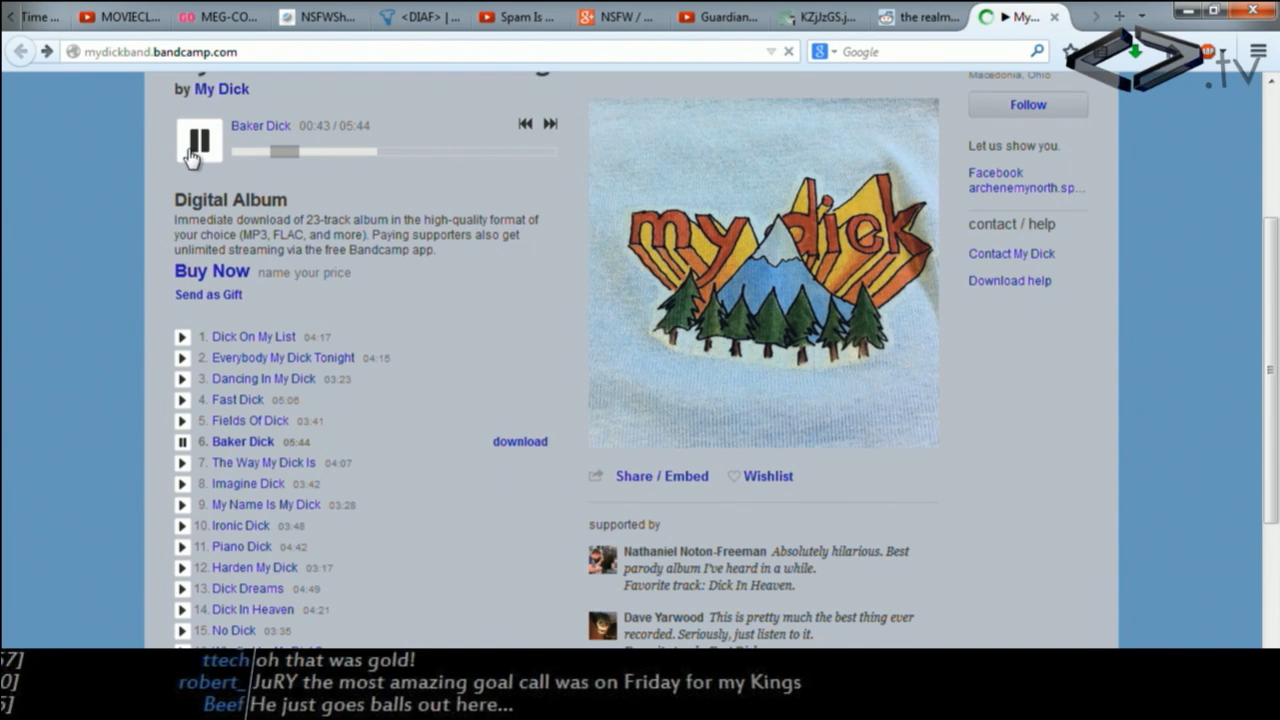 Time ...
MOVIECL...
GO MEG-CO...
NSFWSh...
<DIAF> | ...
Spam Is ...
NSFW / ...
Guardian...
KZjJzGS.j...
the realm...
My...
mydickband.bandcamp.com
Google
.tv
by My Dick
Baker Dick 00:43 / 05:44
Digital Album
Immediate download of 23-track album in the high-quality format of
your choice (MP3, FLAC, and more). Paying supporters also get
unlimited streaming via the free Bandcamp app.
Buy Now name your price
Send as Gift
1. Dick On My List 04:17
2. Everybody My Dick Tonight 04:15
3. Dancing In My Dick 03:23
4. Fast Dick 05:06
5. Fields Of Dick 03:41
6. Baker Dick 05:44 download
7. The Way My Dick Is 04:07
8. Imagine Dick 03:42
9. My Name Is My Dick 03:28
10. Ironic Dick 03:48
11. Piano Dick 04:42
12. Harden My Dick 03:17
13. Dick Dreams 04:49
14. Dick In Heaven 04:21
15. No Dick 03:35
my dick
Share / Embed Wishlist
supported by
Nathaniel Noton-Freeman Absolutely hilarious. Best
parody album I've heard in a while.
Favorite track: Dick In Heaven.
Dave Yarwood This is pretty much the best thing ever
recorded. Seriously, just listen to it.
Macedonia, Ohio
Follow
Let us show you.
Facebook
archenemynorth.sp...
contact / help
Contact My Dick
Download help
57] ttech oh that was gold!
0] robert_ JuRY the most amazing goal call was on Friday for my Kings
5] Beef He just goes balls out here...